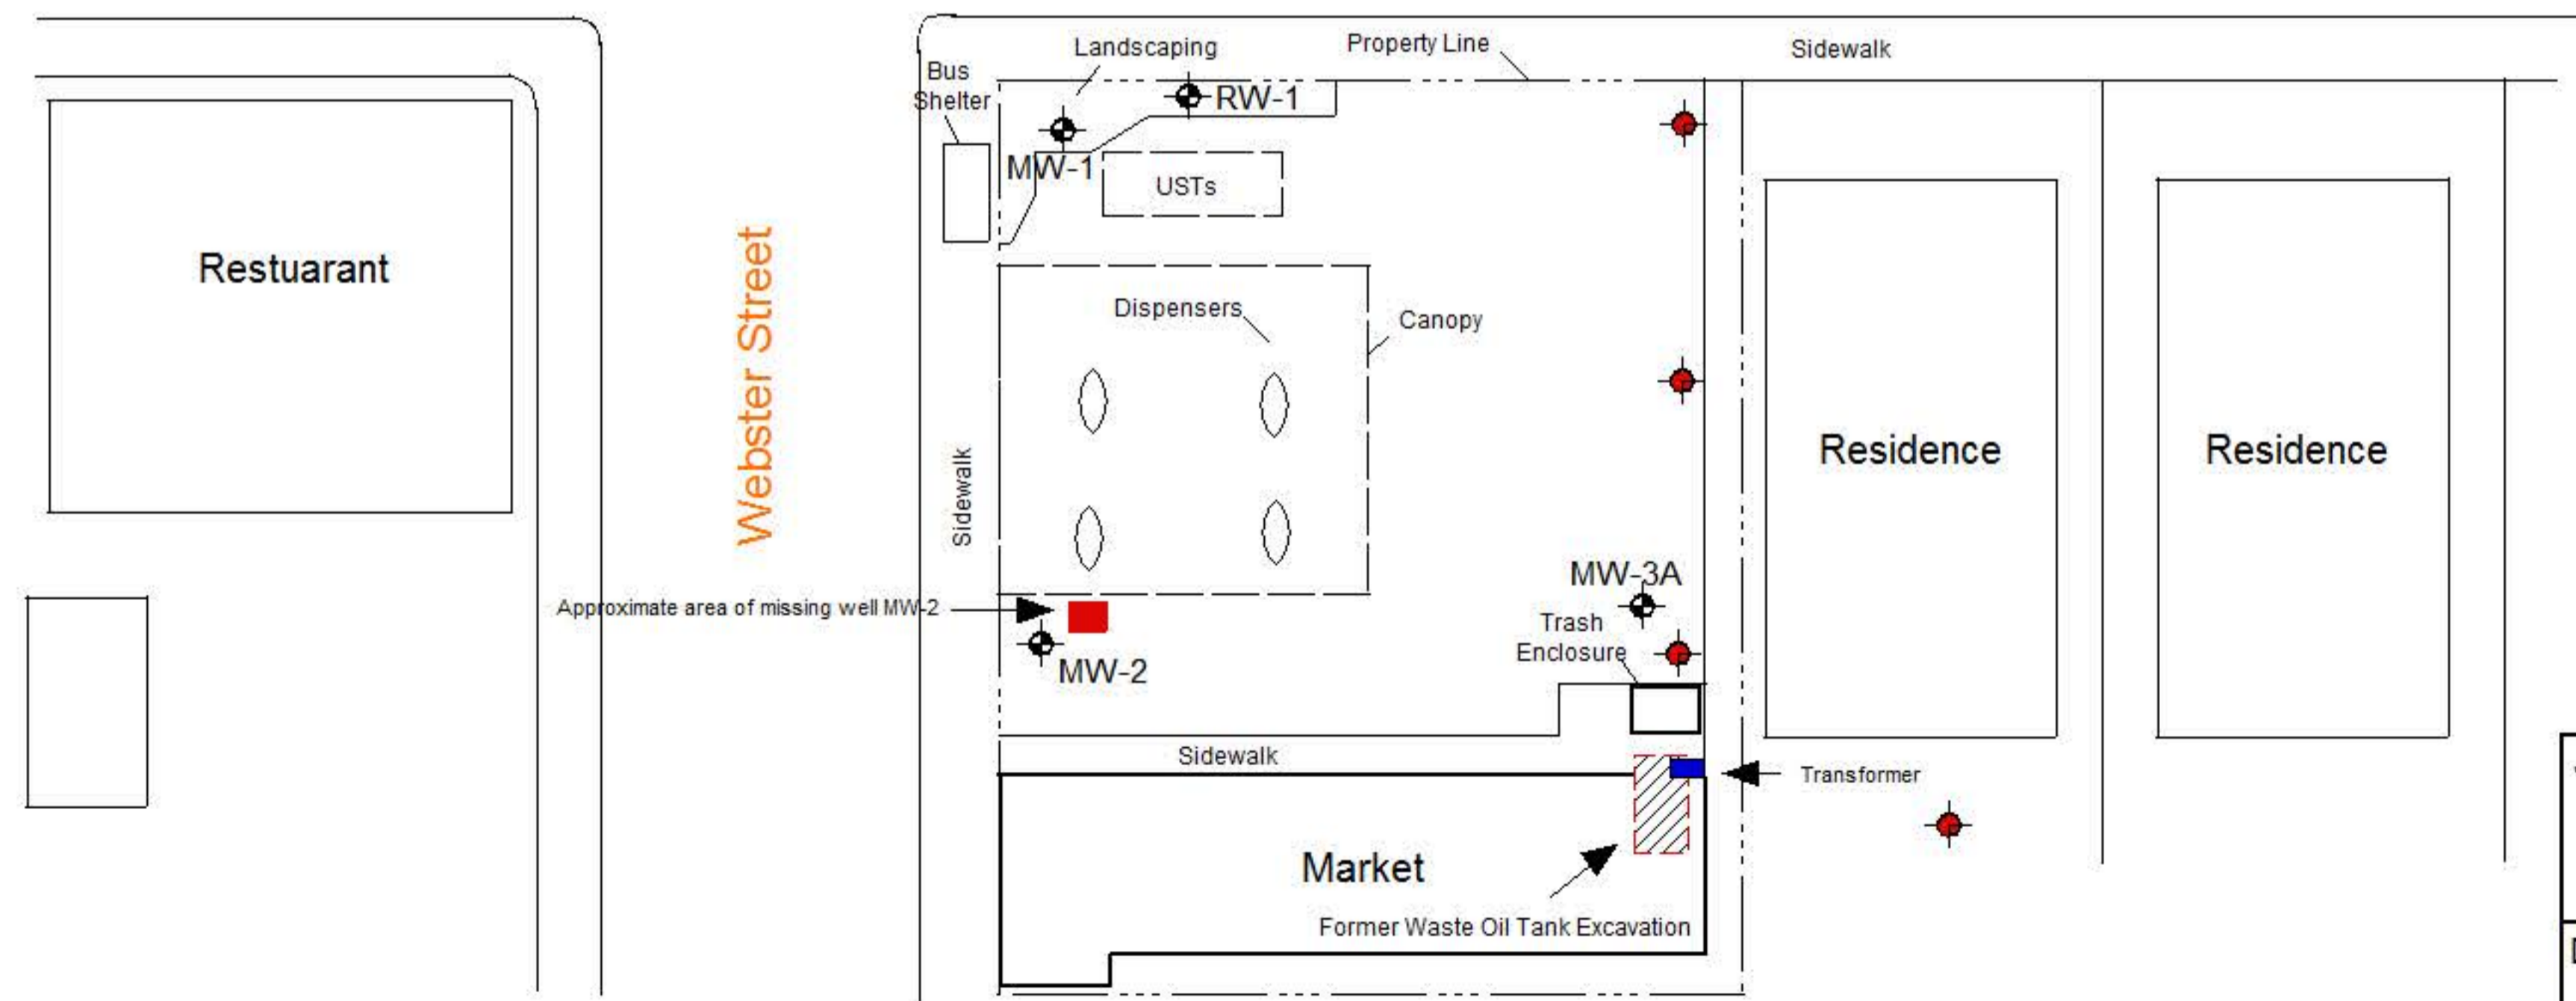 Landscaping
Property Line
Sidewalk
Bus
Shelter
RW-1
MW-1
USTs
Restuarant
Webster Street
Dispensers
Canopy
Sidewalk
Residence
Residence
MW-3A
Approximate area of missing well MW-2
Trash
Enclosure
MW-2
Sidewalk
Transformer
Market
Former Waste Oil Tank Excavation